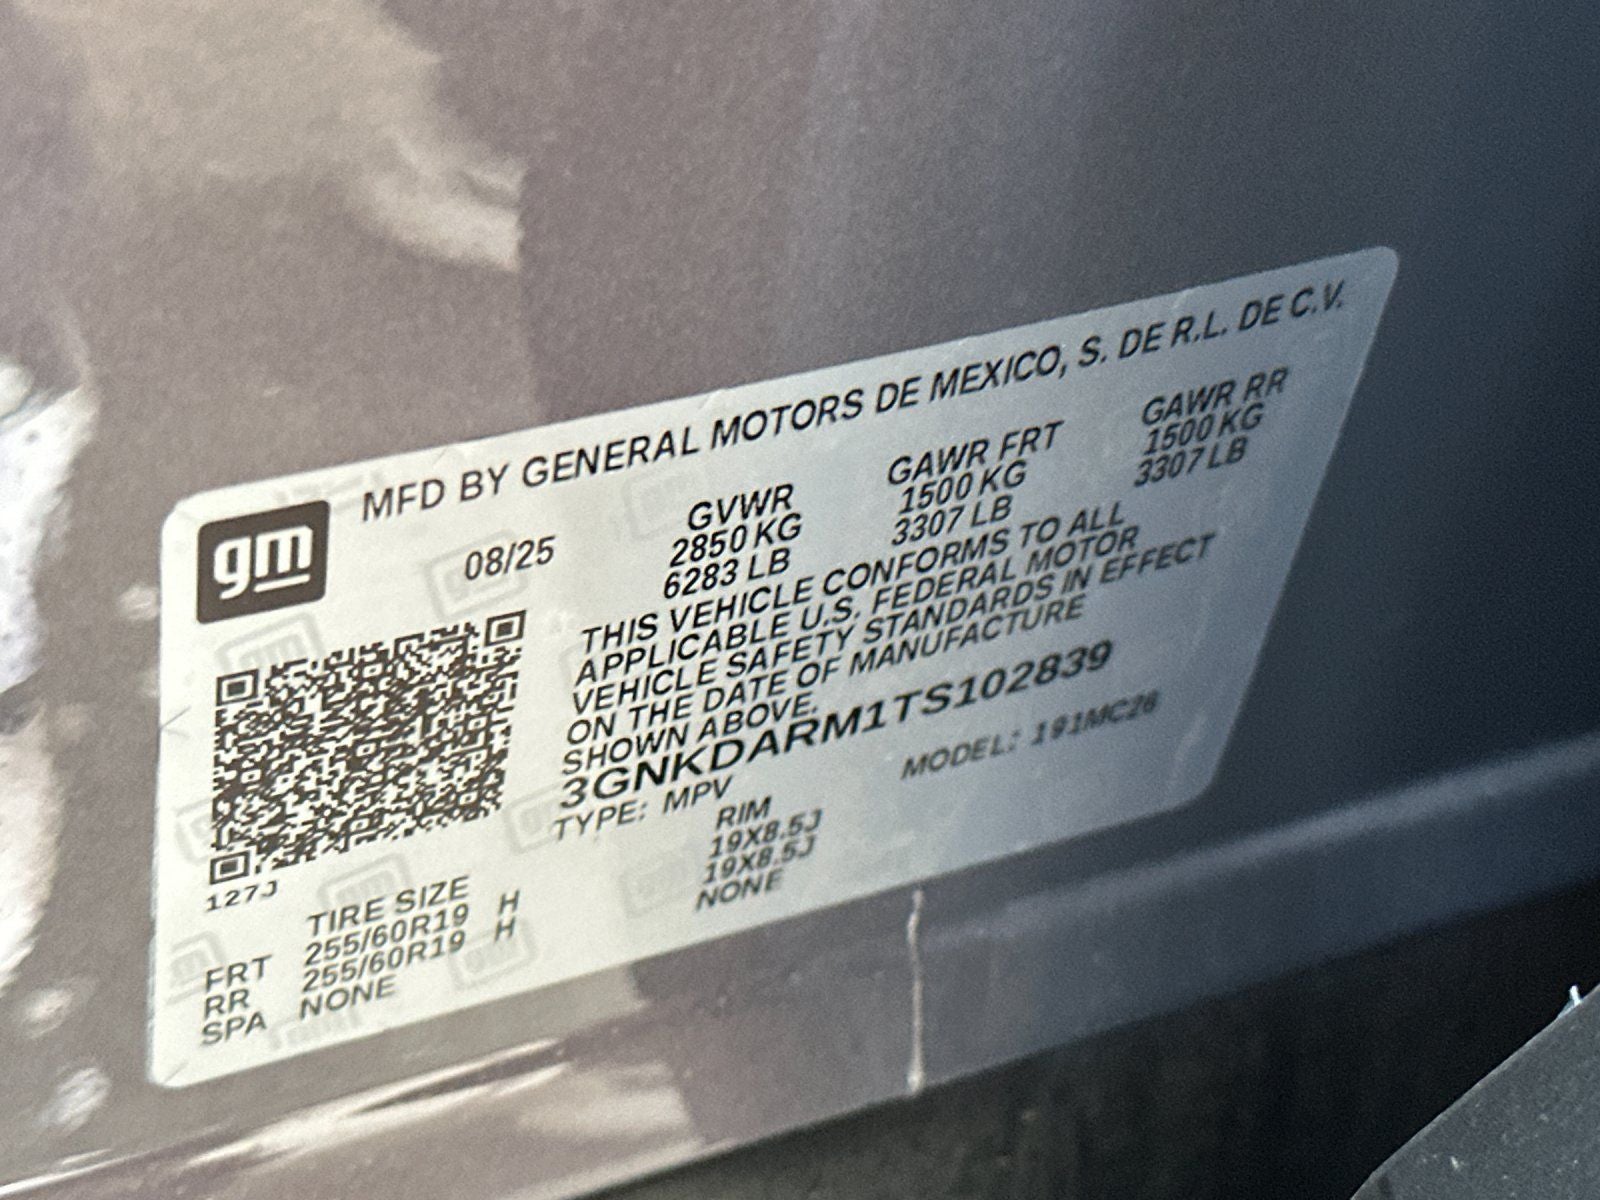 gm
MFD BY GENERAL MOTORS DE MEXICO, S. DE R.L. DE C.V.
08/25
GVWR GAWR FRT GAWR RR
2850 KG 1500 KG 1500 KG
6283 LB 3307 LB 3307 LB
THIS VEHICLE CONFORMS TO ALL
APPLICABLE U.S. FEDERAL MOTOR
VEHICLE SAFETY STANDARDS IN EFFECT
ON THE DATE OF MANUFACTURE
SHOWN ABOVE.
3GNKDARM1TS102839
TYPE: MPV MODEL: 191MC26
127J
TIRE SIZE RIM
FRT 255/60R19 H 19X8.5J
RR 255/60R19 H 19X8.5J
SPA NONE NONE